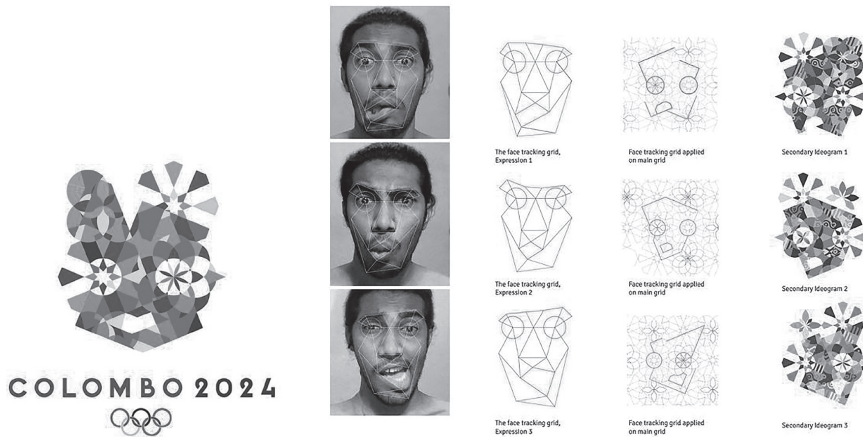 COLOMBO 2024
The face tracking grid,
Expression 1
Face tracking grid applied
on main grid
Secondary Ideogram 1
The face tracking grid,
Expression 2
Face tracking grid applied
on main grid
Secondary Ideogram 2
The face tracking grid,
Expression 3
Face tracking grid applied
on main grid
Secondary Ideogram 3